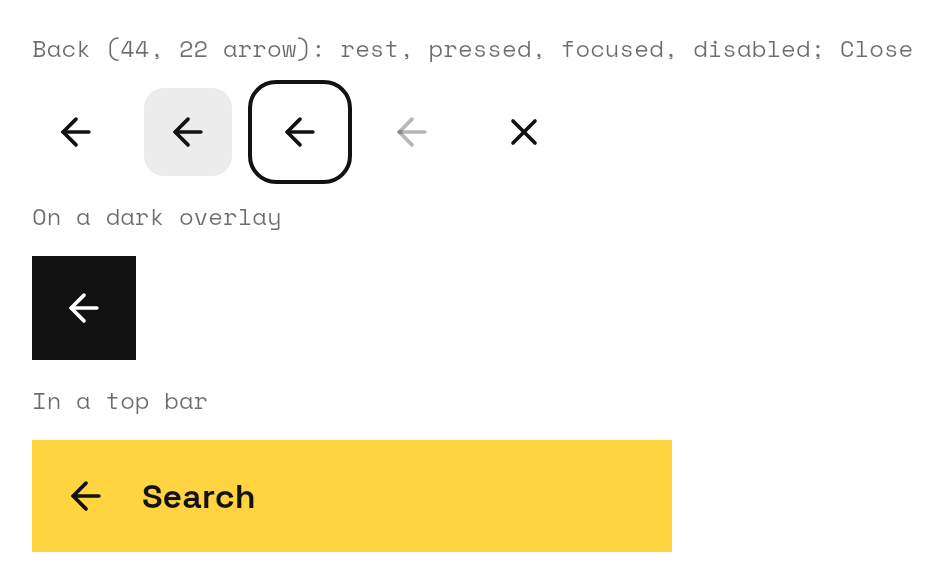 Back (44, 22 arrow): rest, pressed, focused, disabled; Close
On a dark overlay
In a top bar
Search